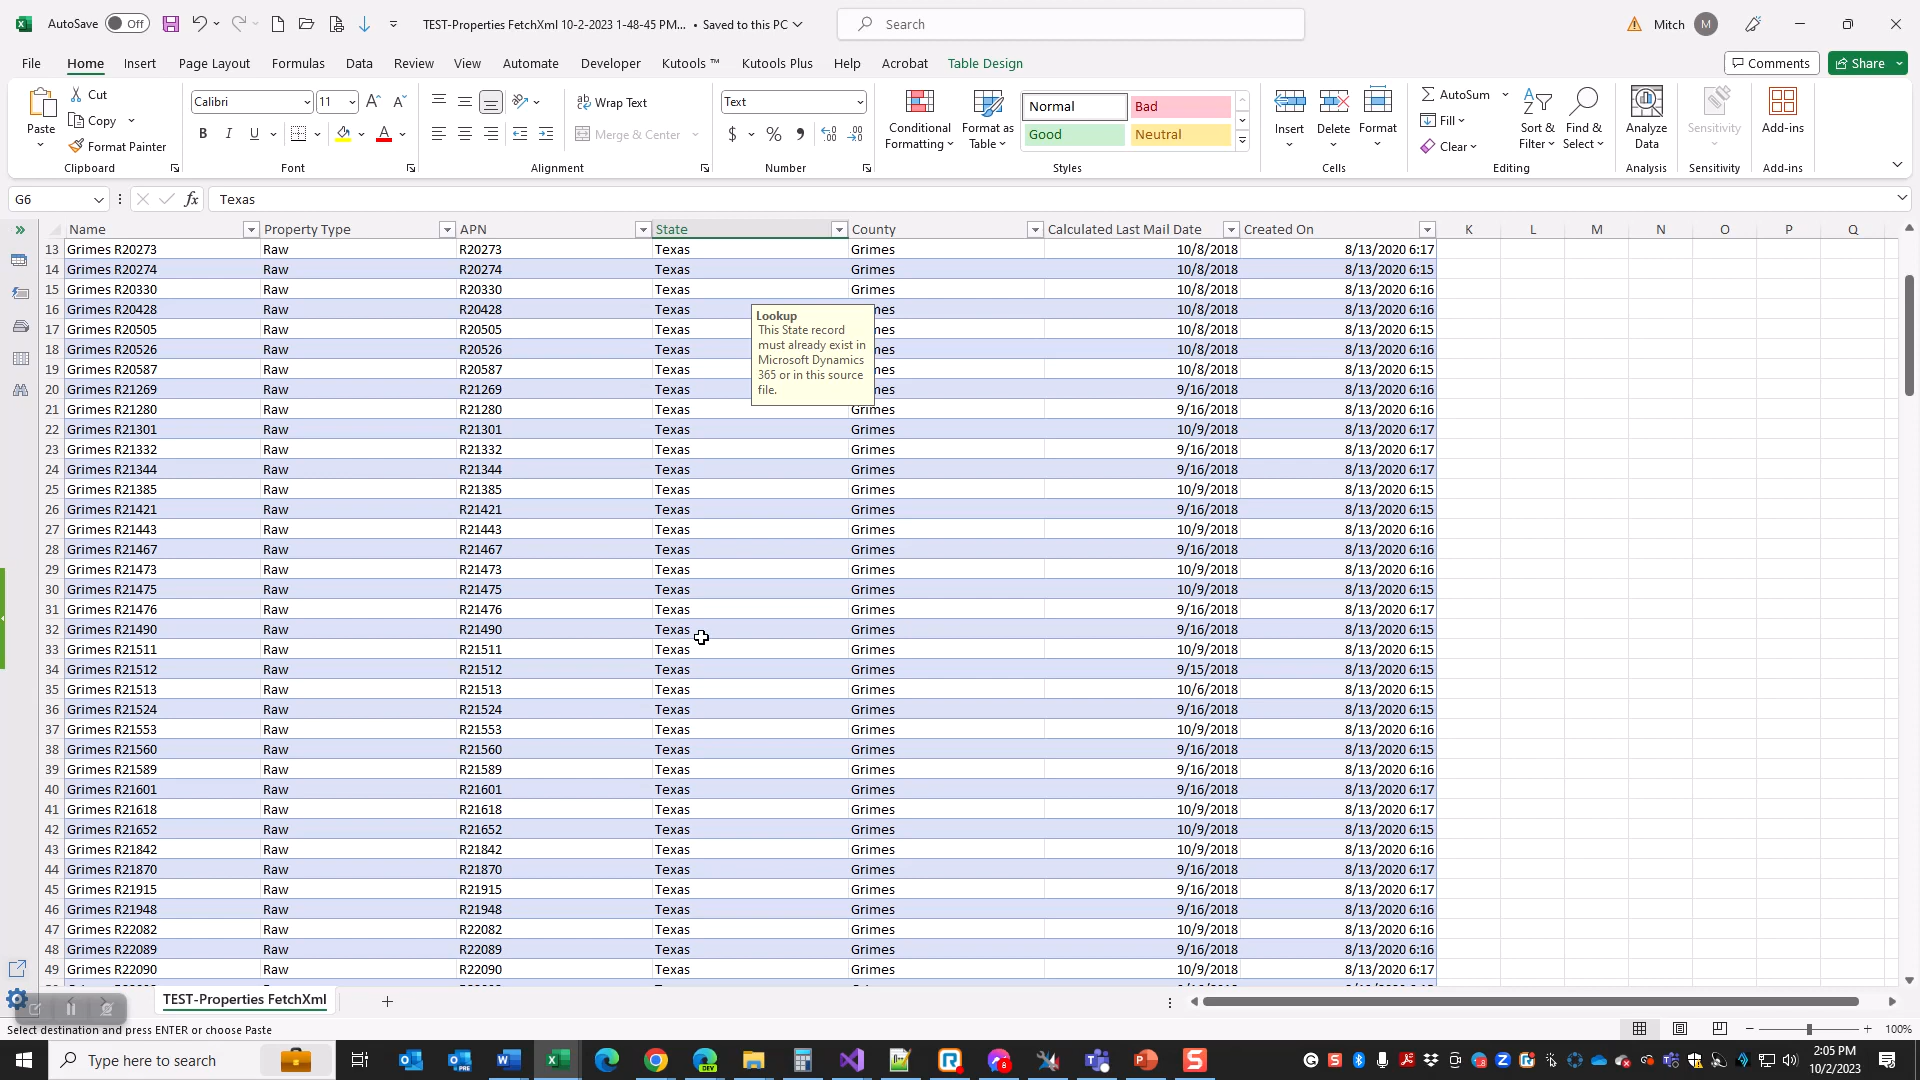 AutoSave Off TEST-Properties FetchXml 10-2-2023 1-48-45 PM... • Saved to this PC Search Mitch M
File Home Insert Page Layout Formulas Data Review View Automate Developer Kutools ™ Kutools Plus Help Acrobat Table Design Comments Share
Paste Cut Copy Format Painter Clipboard
Calibri 11 B I U A Font
Wrap Text Merge & Center Alignment
Text $ % , Number
Conditional Formatting Format as Table Normal Bad Good Neutral Styles
Insert Delete Format Cells
AutoSum Fill Clear Sort & Filter Find & Select Editing
Analyze Data Analysis Sensitivity Sensitivity Add-ins Add-ins
G6 fx Texas
Name Property Type APN State County Calculated Last Mail Date Created On K L M N O P Q
13 Grimes R20273 Raw R20273 Texas Grimes 10/8/2018 8/13/2020 6:17
14 Grimes R20274 Raw R20274 Texas Grimes 10/8/2018 8/13/2020 6:15
15 Grimes R20330 Raw R20330 Texas Grimes 10/8/2018 8/13/2020 6:16
16 Grimes R20428 Raw R20428 Texas mes 10/8/2018 8/13/2020 6:16
17 Grimes R20505 Raw R20505 Texas mes 10/8/2018 8/13/2020 6:15
18 Grimes R20526 Raw R20526 Texas mes 10/8/2018 8/13/2020 6:16
19 Grimes R20587 Raw R20587 Texas mes 10/8/2018 8/13/2020 6:15
20 Grimes R21269 Raw R21269 Texas mes 9/16/2018 8/13/2020 6:16
Lookup
This State record
must already exist in
Microsoft Dynamics
365 or in this source
file.
21 Grimes R21280 Raw R21280 Texas Grimes 9/16/2018 8/13/2020 6:15
22 Grimes R21301 Raw R21301 Texas Grimes 10/9/2018 8/13/2020 6:17
23 Grimes R21332 Raw R21332 Texas Grimes 9/16/2018 8/13/2020 6:17
24 Grimes R21344 Raw R21344 Texas Grimes 9/16/2018 8/13/2020 6:17
25 Grimes R21385 Raw R21385 Texas Grimes 10/9/2018 8/13/2020 6:15
26 Grimes R21421 Raw R21421 Texas Grimes 9/16/2018 8/13/2020 6:15
27 Grimes R21443 Raw R21443 Texas Grimes 10/9/2018 8/13/2020 6:16
28 Grimes R21467 Raw R21467 Texas Grimes 9/16/2018 8/13/2020 6:16
29 Grimes R21473 Raw R21473 Texas Grimes 10/9/2018 8/13/2020 6:16
30 Grimes R21475 Raw R21475 Texas Grimes 10/9/2018 8/13/2020 6:15
31 Grimes R21476 Raw R21476 Texas Grimes 9/16/2018 8/13/2020 6:17
32 Grimes R21490 Raw R21490 Texas Grimes 9/16/2018 8/13/2020 6:15
33 Grimes R21511 Raw R21511 Texas Grimes 10/9/2018 8/13/2020 6:15
34 Grimes R21512 Raw R21512 Texas Grimes 9/15/2018 8/13/2020 6:15
35 Grimes R21513 Raw R21513 Texas Grimes 10/6/2018 8/13/2020 6:15
36 Grimes R21524 Raw R21524 Texas Grimes 9/16/2018 8/13/2020 6:15
37 Grimes R21553 Raw R21553 Texas Grimes 10/9/2018 8/13/2020 6:16
38 Grimes R21560 Raw R21560 Texas Grimes 9/16/2018 8/13/2020 6:15
39 Grimes R21589 Raw R21589 Texas Grimes 9/16/2018 8/13/2020 6:16
40 Grimes R21601 Raw R21601 Texas Grimes 9/16/2018 8/13/2020 6:17
41 Grimes R21618 Raw R21618 Texas Grimes 10/9/2018 8/13/2020 6:17
42 Grimes R21652 Raw R21652 Texas Grimes 10/9/2018 8/13/2020 6:15
43 Grimes R21842 Raw R21842 Texas Grimes 10/9/2018 8/13/2020 6:16
44 Grimes R21870 Raw R21870 Texas Grimes 9/16/2018 8/13/2020 6:17
45 Grimes R21915 Raw R21915 Texas Grimes 9/16/2018 8/13/2020 6:17
46 Grimes R21948 Raw R21948 Texas Grimes 9/16/2018 8/13/2020 6:16
47 Grimes R22082 Raw R22082 Texas Grimes 10/9/2018 8/13/2020 6:16
48 Grimes R22089 Raw R22089 Texas Grimes 9/16/2018 8/13/2020 6:16
49 Grimes R22090 Raw R22090 Texas Grimes 10/9/2018 8/13/2020 6:17
TEST-Properties FetchXml
Select destination and press ENTER or choose Paste 100%
Type here to search 2:05 PM
10/2/2023